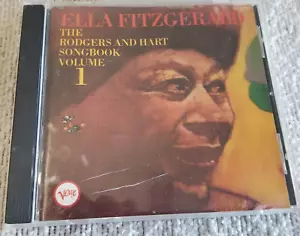 ELLA FITZGERALD
THE
RODGERS AND HART
SONGBOOK
VOLUME
1
Verve